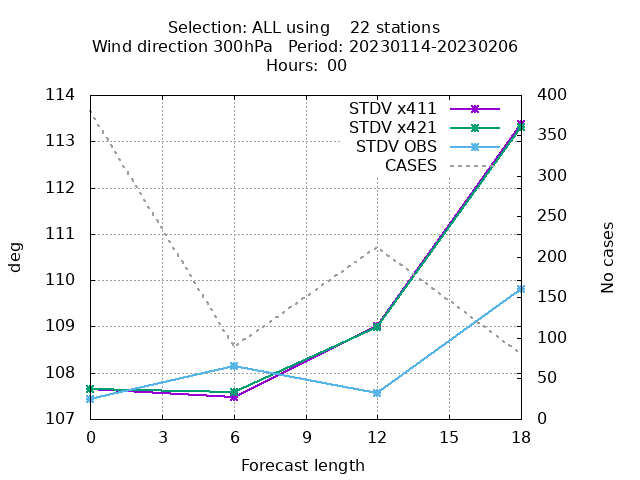 Selection: ALL using 22 stations
Wind direction 300hPa Period: 20230114-20230206
Hours: 00
114
113
112
111
110
109
108
107
400
350
300
250
200
150
100
50
0
STDV x411
STDV x421
STDV OBS
CASES
deg
No cases
0 3 6 9 12 15 18
Forecast length